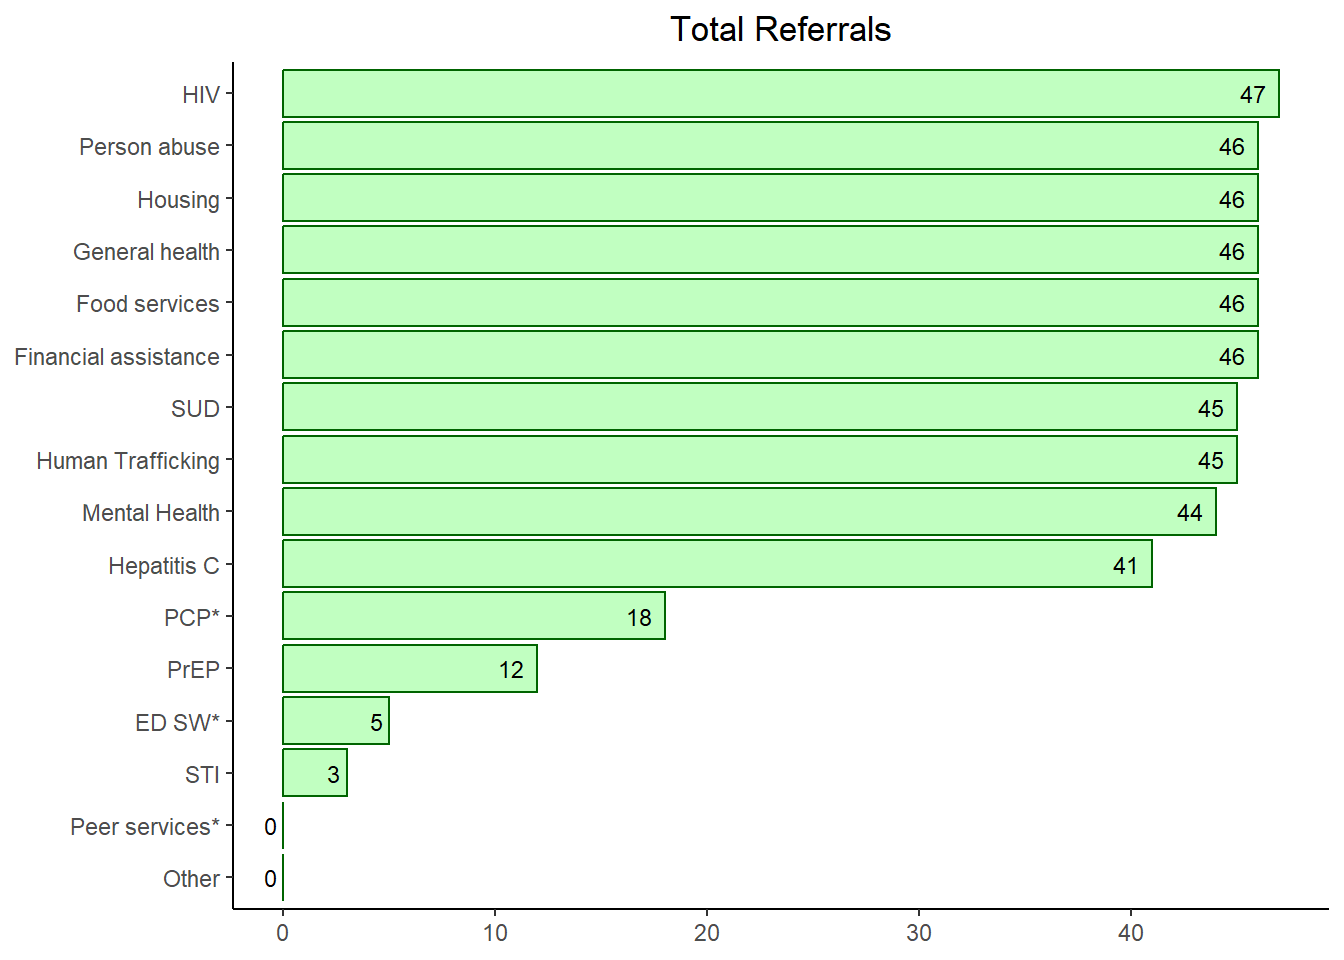 Total Referrals
HIV 47
Person abuse 46
Housing 46
General health 46
Food services 46
Financial assistance 46
SUD 45
Human Trafficking 45
Mental Health 44
Hepatitis C 41
PCP* 18
PrEP 12
ED SW* 5
STI 3
Peer services* 0
Other 0
0 10 20 30 40